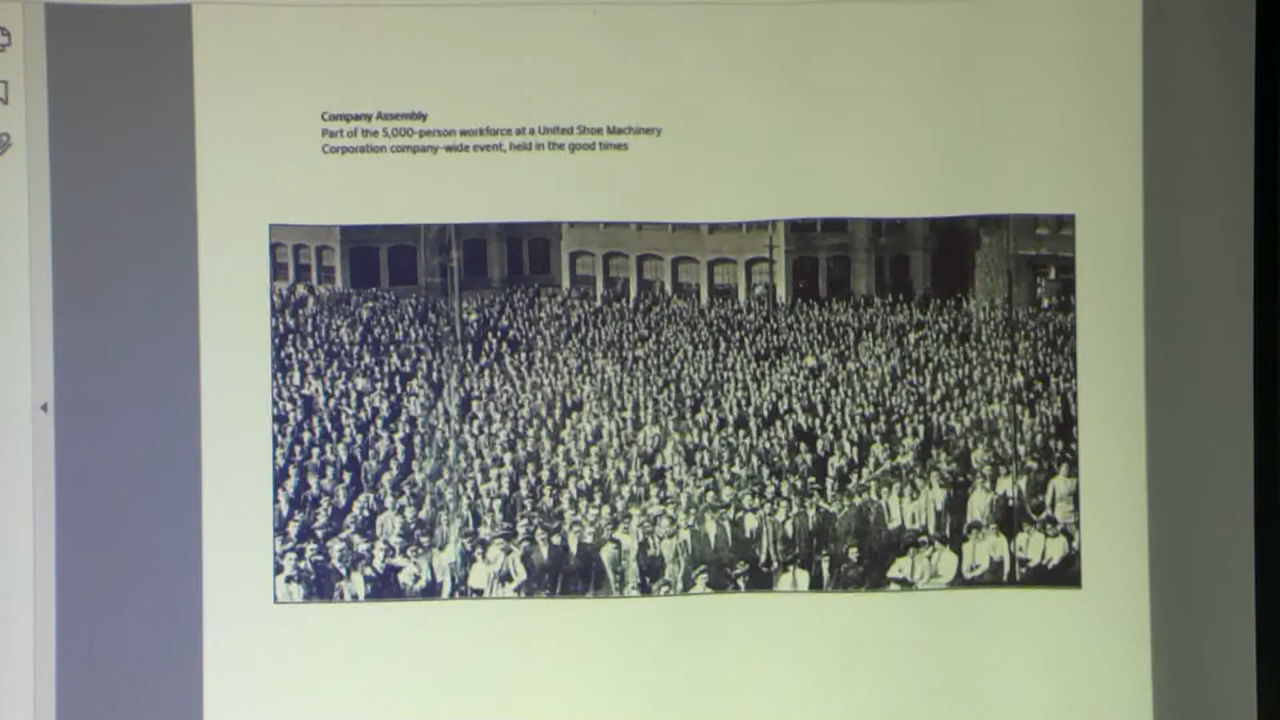 Company Assembly
Part of the 5,000-person workforce at a United Shoe Machinery
Corporation company-wide event, held in the good times